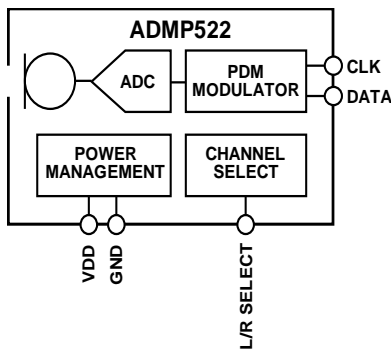 ADMP522
ADC
PDM
MODULATOR
CLK
DATA
POWER
MANAGEMENT
CHANNEL
SELECT
VDD
GND
L/R SELECT